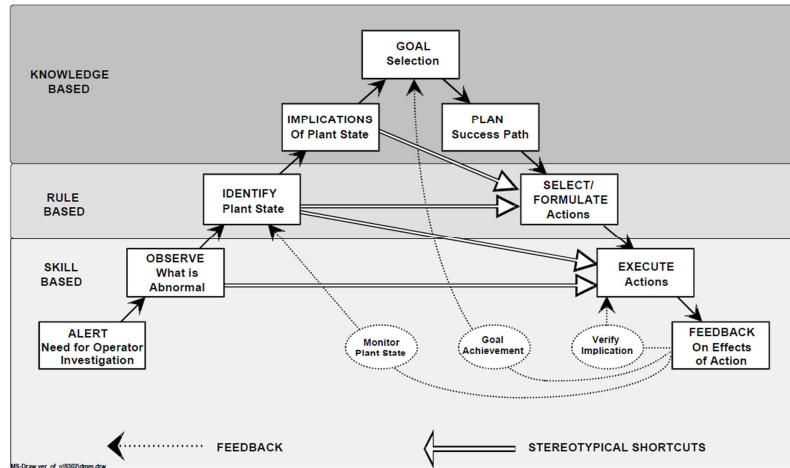 GOAL
Selection
KNOWLEDGE
BASED
IMPLICATIONS
Of Plant State
PLAN
Success Path
RULE
BASED
IDENTIFY
Plant State
SELECT/
FORMULATE
Actions
SKILL
BASED
OBSERVE
What is
Abnormal
EXECUTE
Actions
ALERT
Need for Operator
Investigation
Monitor
Plant State
Goal
Achievement
Verify
Implication
FEEDBACK
On Effects
of Action
FEEDBACK
STEREOTYPICAL SHORTCUTS